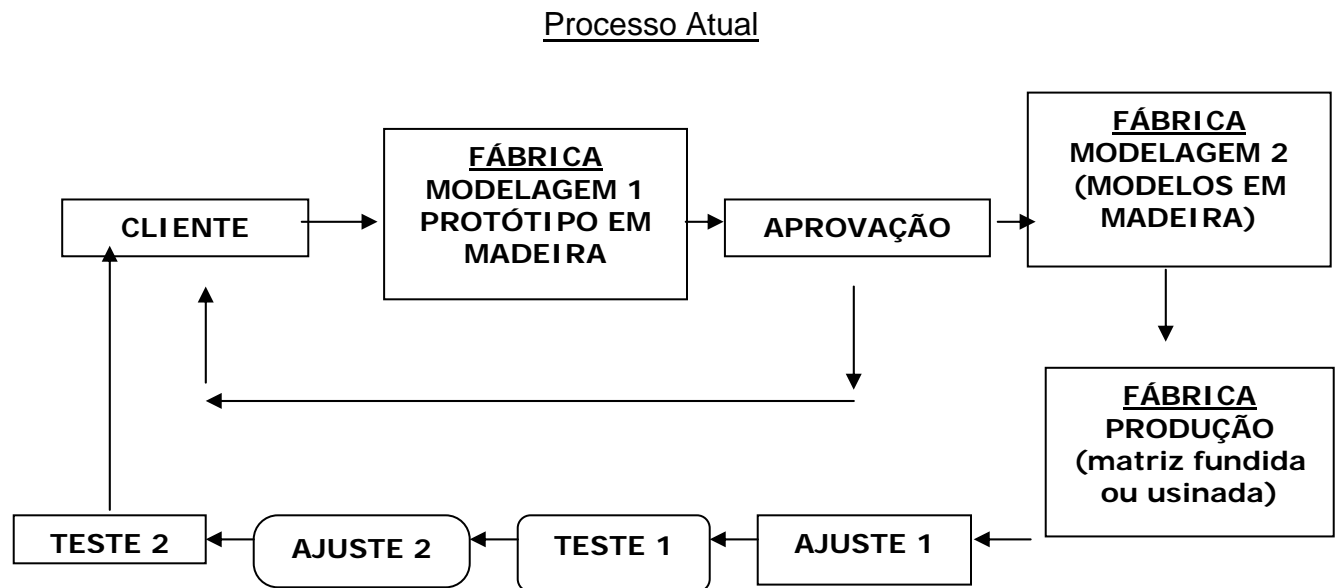 Processo Atual
CLIENTE
FÁBRICA
MODELAGEM 1
PROTÓTIPO EM
MADEIRA
APROVAÇÃO
FÁBRICA
MODELAGEM 2
(MODELOS EM
MADEIRA)
FÁBRICA
PRODUÇÃO
(matriz fundida
ou usinada)
AJUSTE 1
TESTE 1
AJUSTE 2
TESTE 2